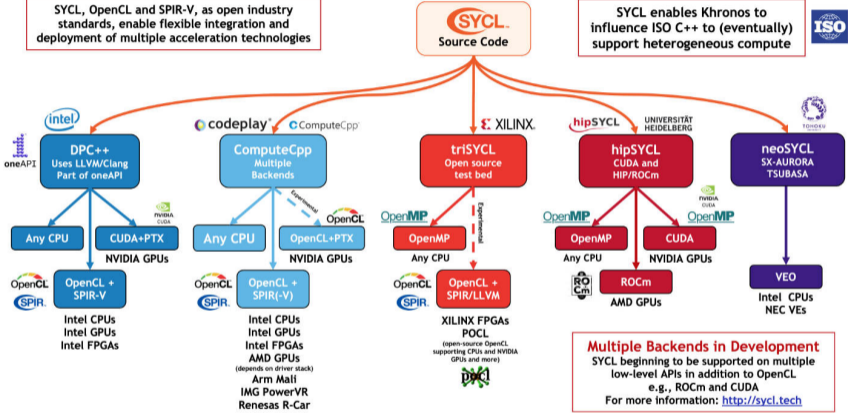 SYCL, OpenCL and SPIR-V, as open industry
standards, enable flexible integration and
deployment of multiple acceleration technologies
SYCL
Source Code
SYCL enables Khronos to
influence ISO C++ to (eventually)
support heterogeneous compute
ISO
intel
oneAPI
DPC++
Uses LLVM/Clang
Part of oneAPI
NVIDIA
CUDA
Any CPU
CUDA+PTX
NVIDIA GPUs
OpenCL
SPIR
OpenCL +
SPIR-V
Intel CPUs
Intel GPUs
Intel FPGAs
codeplay
ComputeCpp
ComputeCpp
Multiple
Backends
Experimental
OpenCL
Any CPU
OpenCL+PTX
NVIDIA GPUs
OpenCL
SPIR
OpenCL +
SPIR(-V)
Intel CPUs
Intel GPUs
Intel FPGAs
AMD GPUs
(depends on driver stack)
Arm Mali
IMG PowerVR
Renesas R-Car
XILINX
triSYCL
Open source
test bed
Experimental
OpenMP
OpenMP
Any CPU
OpenCL
SPIR
OpenCL +
SPIR/LLVM
XILINX FPGAs
POCL
(open-source OpenCL
supporting CPUs and NVIDIA
GPUs and more)
pocl
hipSYCL
UNIVERSITÄT
HEIDELBERG
hipSYCL
CUDA and
HIP/ROCm
NVIDIA
CUDA
OpenMP
OpenMP
OpenMP
Any CPU
CUDA
NVIDIA GPUs
ROCm
ROCm
AMD GPUs
TOHOKU
neoSYCL
SX-AURORA
TSUBASA
VEO
Intel CPUs
NEC VEs
Multiple Backends in Development
SYCL beginning to be supported on multiple
low-level APIs in addition to OpenCL
e.g., ROCm and CUDA
For more information: http://sycl.tech